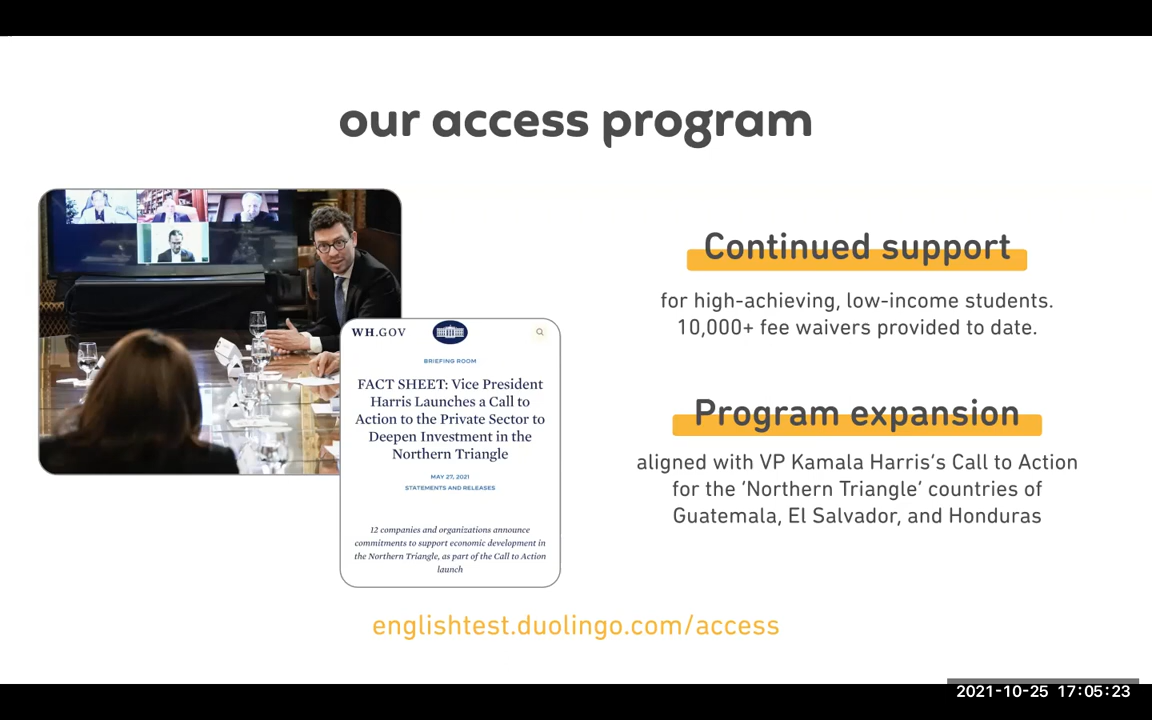 our access program
Continued support
for high-achieving, low-income students.
10,000+ fee waivers provided to date.
WH.GOV
BRIEFING ROOM
FACT SHEET: Vice President
Harris Launches a Call to
Action to the Private Sector to
Deepen Investment in the
Northern Triangle
MAY 27, 2021
STATEMENTS AND RELEASES
12 companies and organizations announce
commitments to support economic development in
the Northern Triangle, as part of the Call to Action
launch
Program expansion
aligned with VP Kamala Harris’s Call to Action
for the ‘Northern Triangle’ countries of
Guatemala, El Salvador, and Honduras
englishtest.duolingo.com/access
2021-10-25 17:05:23